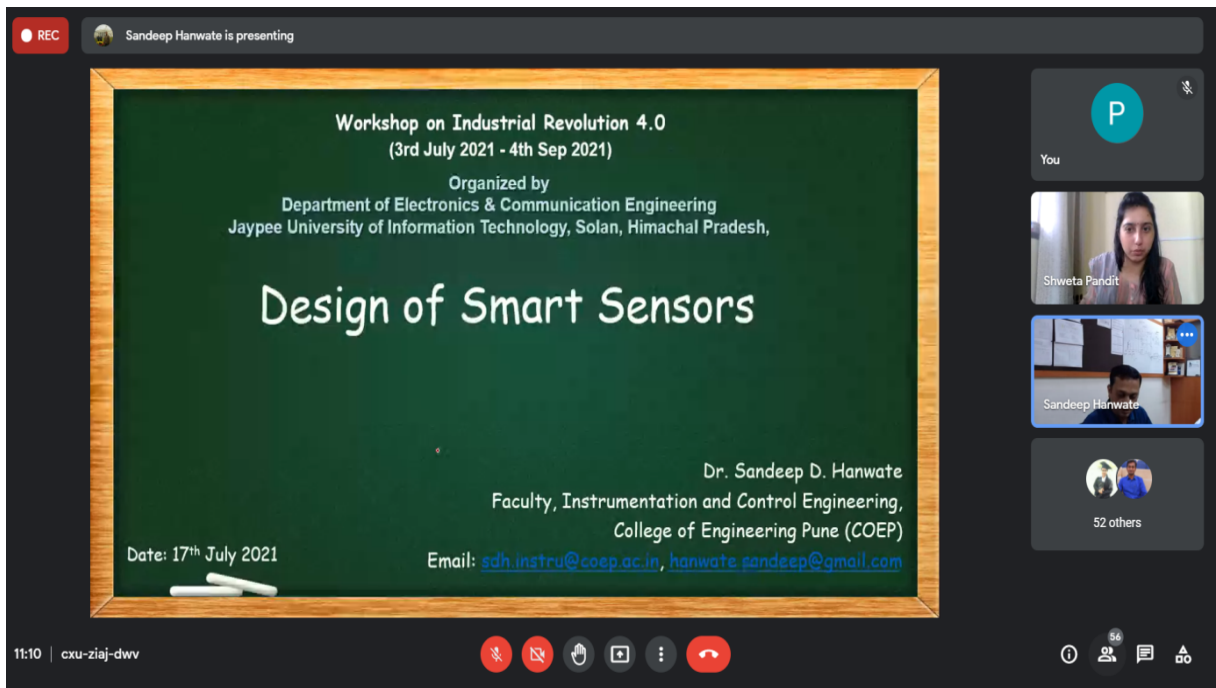 REC
Sandeep Hanwate is presenting
Workshop on Industrial Revolution 4.0
(3rd July 2021 - 4th Sep 2021)
Organized by
Department of Electronics & Communication Engineering
Jaypee University of Information Technology, Solan, Himachal Pradesh,
Design of Smart Sensors
Dr. Sandeep D. Hanwate
Faculty, Instrumentation and Control Engineering,
College of Engineering Pune (COEP)
Date: 17th July 2021
Email: sdh.instru@coep.ac.in, hanwate.sandeep@gmail.com
P
You
Shweta Pandit
Sandeep Hanwate
52 others
11:10 | cxu-ziaj-dwv
56